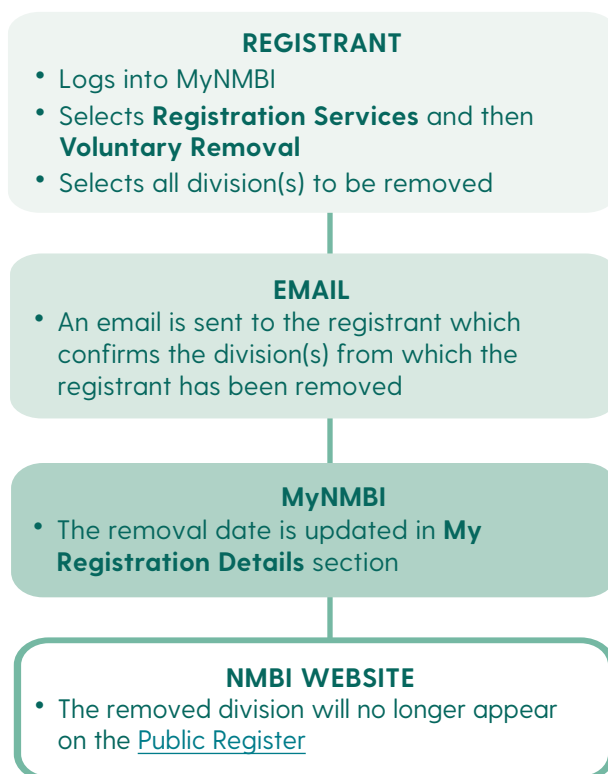 REGISTRANT
• Logs into MyNMBI
• Selects Registration Services and then
Voluntary Removal
• Selects all division(s) to be removed
EMAIL
• An email is sent to the registrant which
confirms the division(s) from which the
registrant has been removed
MyNMBI
• The removal date is updated in My
Registration Details section
NMBI WEBSITE
• The removed division will no longer appear
on the Public Register